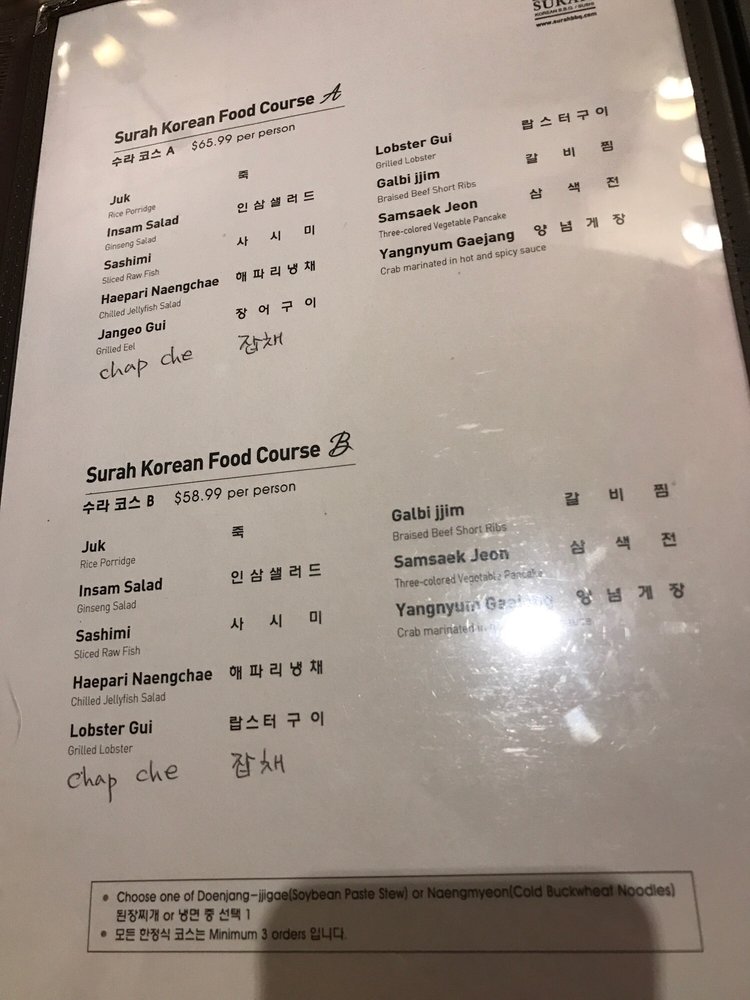 KOREAN B.B.Q / SUSHI
www.surahbbq.com
Surah Korean Food Course A
수라 코스 A $65.99 per person
Juk 죽
Rice Porridge
Insam Salad 인삼샐러드
Ginseng Salad
Sashimi 사시미
Sliced Raw Fish
Haepari Naengchae 해파리냉채
Chilled Jellyfish Salad
Jangeo Gui 장어구이
Grilled Eel
chap che 잡채
Lobster Gui 랍스터구이
Grilled Lobster
Galbi jjim 갈비찜
Braised Beef Short Ribs
Samsaek Jeon 삼색전
Three-colored Vegetable Pancake
Yangnyum Gaejang 양념게장
Crab marinated in hot and spicy sauce
Surah Korean Food Course B
수라 코스 B $58.99 per person
Juk 죽
Rice Porridge
Insam Salad 인삼샐러드
Ginseng Salad
Sashimi 사시미
Sliced Raw Fish
Haepari Naengchae 해파리냉채
Chilled Jellyfish Salad
Lobster Gui 랍스터구이
Grilled Lobster
chap che 잡채
Galbi jjim 갈비찜
Braised Beef Short Ribs
Samsaek Jeon 삼색전
Three-colored Vegetable Pancake
Yangnyum Gaejang 양념게장
Crab marinated
• Choose one of Doenjang-jjigae(Soybean Paste Stew) or Naengmyeon(Cold Buckwheat Noodles)
된장찌개 or 냉면 중 선택 1
• 모든 한정식 코스는 Minimum 3 orders 입니다.